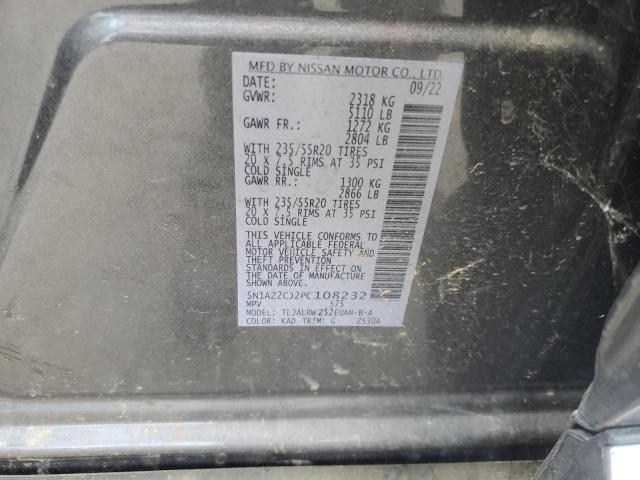 MFD BY NISSAN MOTOR CO., LTD.
DATE: 09/22
GVWR: 2318 KG
5110 LB
GAWR FR.: 1272 KG
2804 LB
WITH 235/55R20 TIRES
20 X 7.5 RIMS AT 35 PSI
COLD SINGLE
GAWR RR.: 1300 KG
2866 LB
WITH 235/55R20 TIRES
20 X 7.5 RIMS AT 35 PSI
COLD SINGLE
THIS VEHICLE CONFORMS TO
ALL APPLICABLE FEDERAL
MOTOR VEHICLE SAFETY AND
THEFT PREVENTION
STANDARDS IN EFFECT ON
THE DATE OF MANUFACTURE
SHOWN ABOVE.
MPV 575
MODEL: TLJALRWZ52EUAN-B-A
COLOR: KAD TRIM: G 2530A